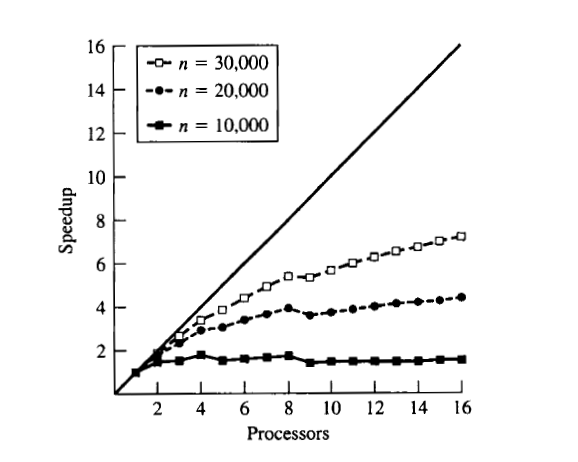 16
14
12
10
8
6
4
2
Speedup
n = 30,000
n = 20,000
n = 10,000
2 4 6 8 10 12 14 16
Processors